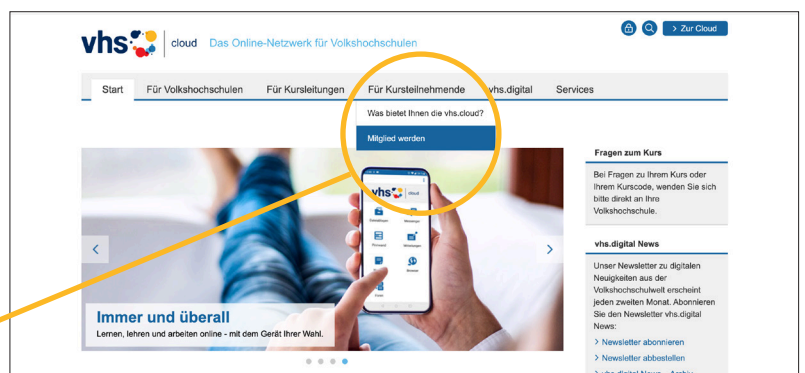 vhs cloud Das Online-Netzwerk für Volkshochschulen
> Zur Cloud
Start Für Volkshochschulen Für Kursleitungen Für Kursteilnehmende vhs.digital Services
Was bietet Ihnen die vhs.cloud?
Mitglied werden
vhs cloud
Immer und überall
Lernen, lehren und arbeiten online - mit dem Gerät Ihrer Wahl.
Fragen zum Kurs
Bei Fragen zu Ihrem Kurs oder
Ihrem Kurscode, wenden Sie sich
bitte direkt an Ihre
Volkshochschule.
vhs.digital News
Unser Newsletter zu digitalen
Neuigkeiten aus der
Volkshochschulwelt erscheint
jeden zweiten Monat. Abonnieren
Sie den Newsletter vhs.digital
News:
> Newsletter abonnieren
> Newsletter abbestellen
> vhs.digital News - Archiv